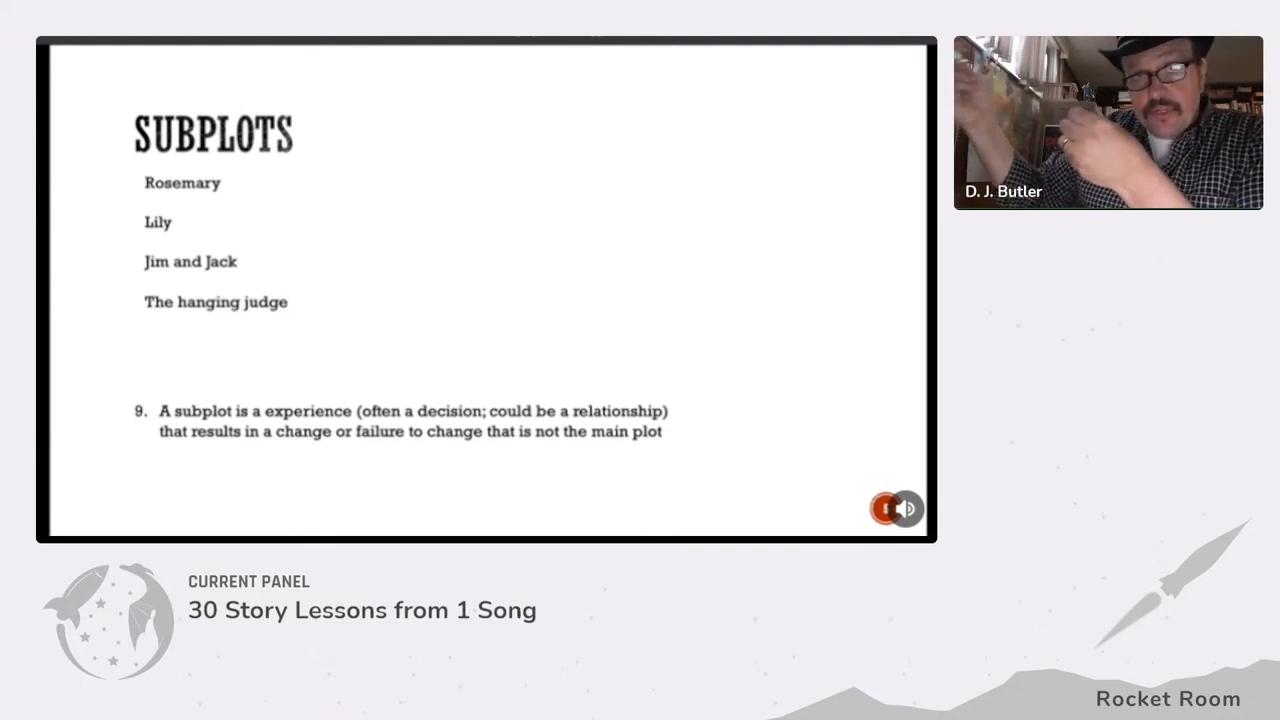 SUBPLOTS
Rosemary
Lily
Jim and Jack
The hanging judge
9. A subplot is a experience (often a decision; could be a relationship)
that results in a change or failure to change that is not the main plot
D. J. Butler
CURRENT PANEL
30 Story Lessons from 1 Song
Rocket Room